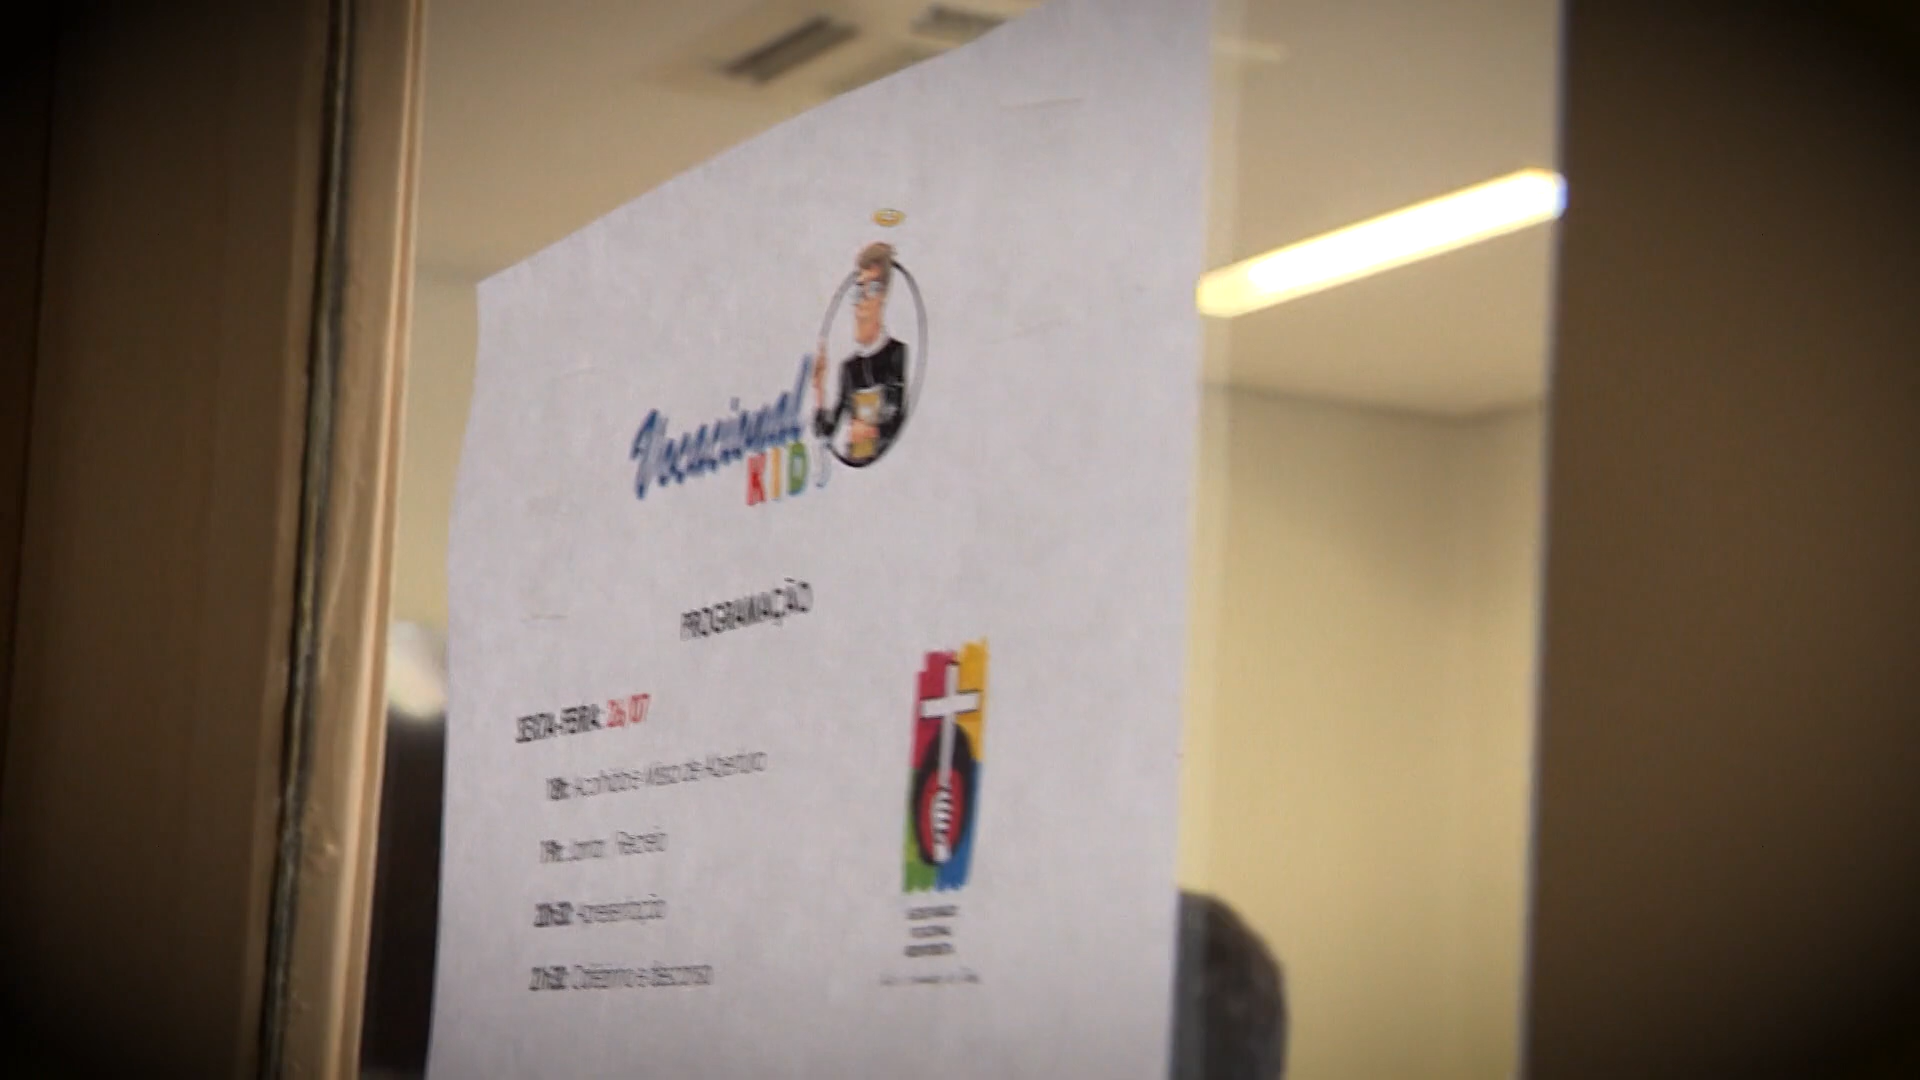 Vocacional
KIDS
PROGRAMAÇÃO
SEXTA-FEIRA: 26/07
18h: Acolhida e Missa de Abertura
19h: Jantar Recreio
20h30: Apresentação
21h30: e descanso